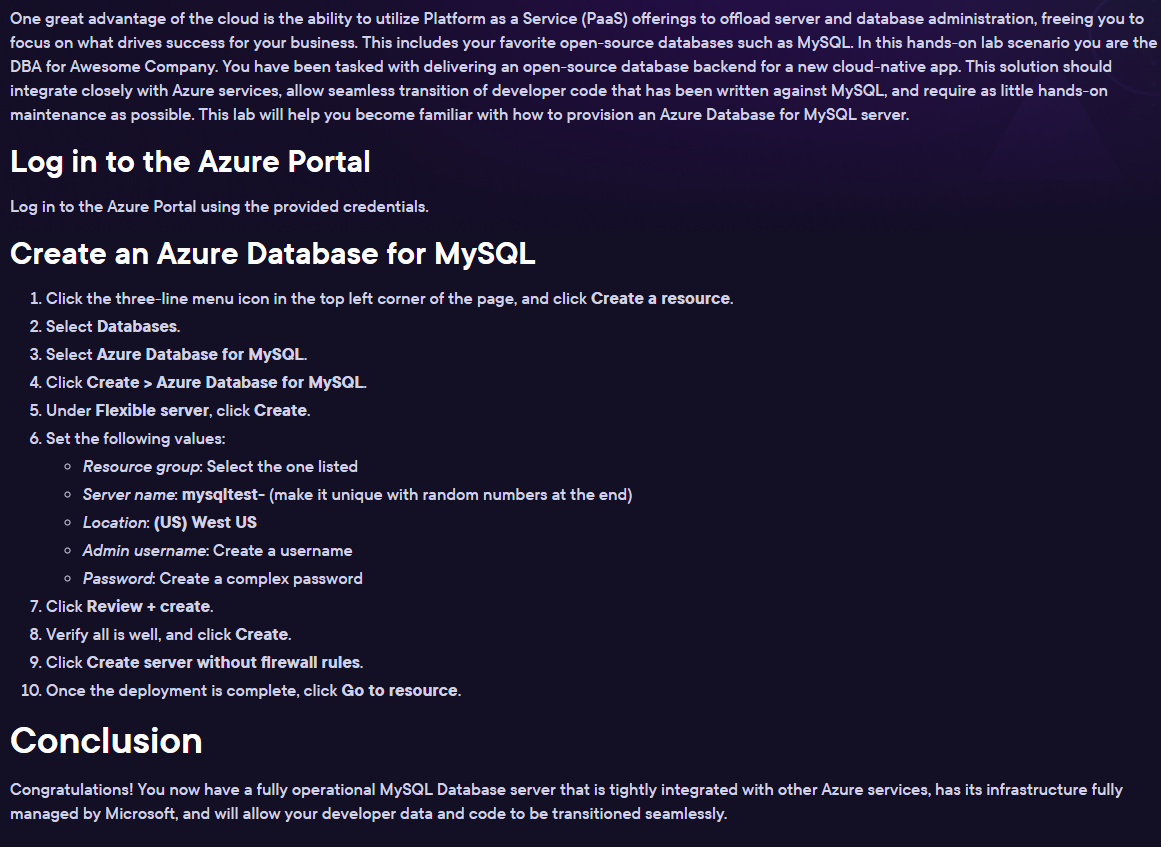 One great advantage of the cloud is the ability to utilize Platform as a Service (PaaS) offerings to offload server and database administration, freeing you to
focus on what drives success for your business. This includes your favorite open-source databases such as MySQL. In this hands-on lab scenario you are the
DBA for Awesome Company. You have been tasked with delivering an open-source database backend for a new cloud-native app. This solution should
integrate closely with Azure services, allow seamless transition of developer code that has been written against MySQL, and require as little hands-on
maintenance as possible. This lab will help you become familiar with how to provision an Azure Database for MySQL server.
Log in to the Azure Portal
Log in to the Azure Portal using the provided credentials.
Create an Azure Database for MySQL
1. Click the three-line menu icon in the top left corner of the page, and click Create a resource.
2. Select Databases.
3. Select Azure Database for MySQL.
4. Click Create > Azure Database for MySQL.
5. Under Flexible server, click Create.
6. Set the following values:
◦ Resource group: Select the one listed
◦ Server name: mysqltest- (make it unique with random numbers at the end)
◦ Location: (US) West US
◦ Admin username: Create a username
◦ Password: Create a complex password
7. Click Review + create.
8. Verify all is well, and click Create.
9. Click Create server without firewall rules.
10. Once the deployment is complete, click Go to resource.
Conclusion
Congratulations! You now have a fully operational MySQL Database server that is tightly integrated with other Azure services, has its infrastructure fully
managed by Microsoft, and will allow your developer data and code to be transitioned seamlessly.